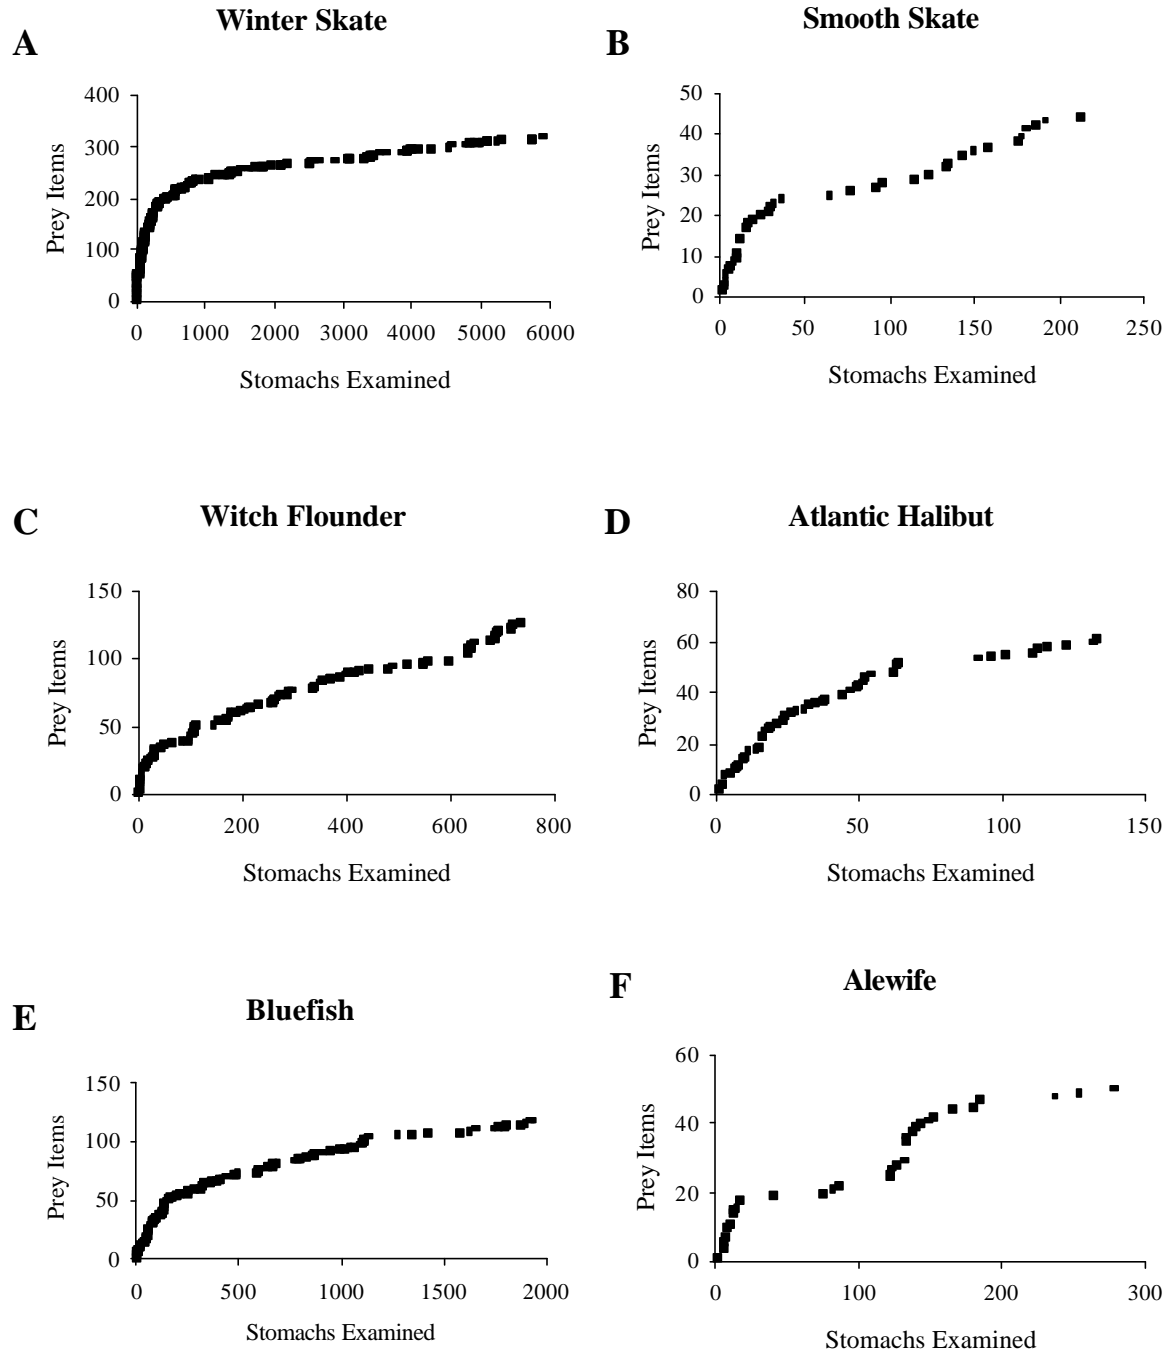 Winter Skate
A
400
300
200
100
0
Prey Items
0 1000 2000 3000 4000 5000 6000
Stomachs Examined
Smooth Skate
B
50
40
30
20
10
0
Prey Items
0 50 100 150 200 250
Stomachs Examined
Witch Flounder
C
150
100
50
0
Prey Items
0 200 400 600 800
Stomachs Examined
Atlantic Halibut
D
80
60
40
20
0
Prey Items
0 50 100 150
Stomachs Examined
Bluefish
E
150
100
50
0
Prey Items
0 500 1000 1500 2000
Stomachs Examined
Alewife
F
60
40
20
0
Prey Items
0 100 200 300
Stomachs Examined